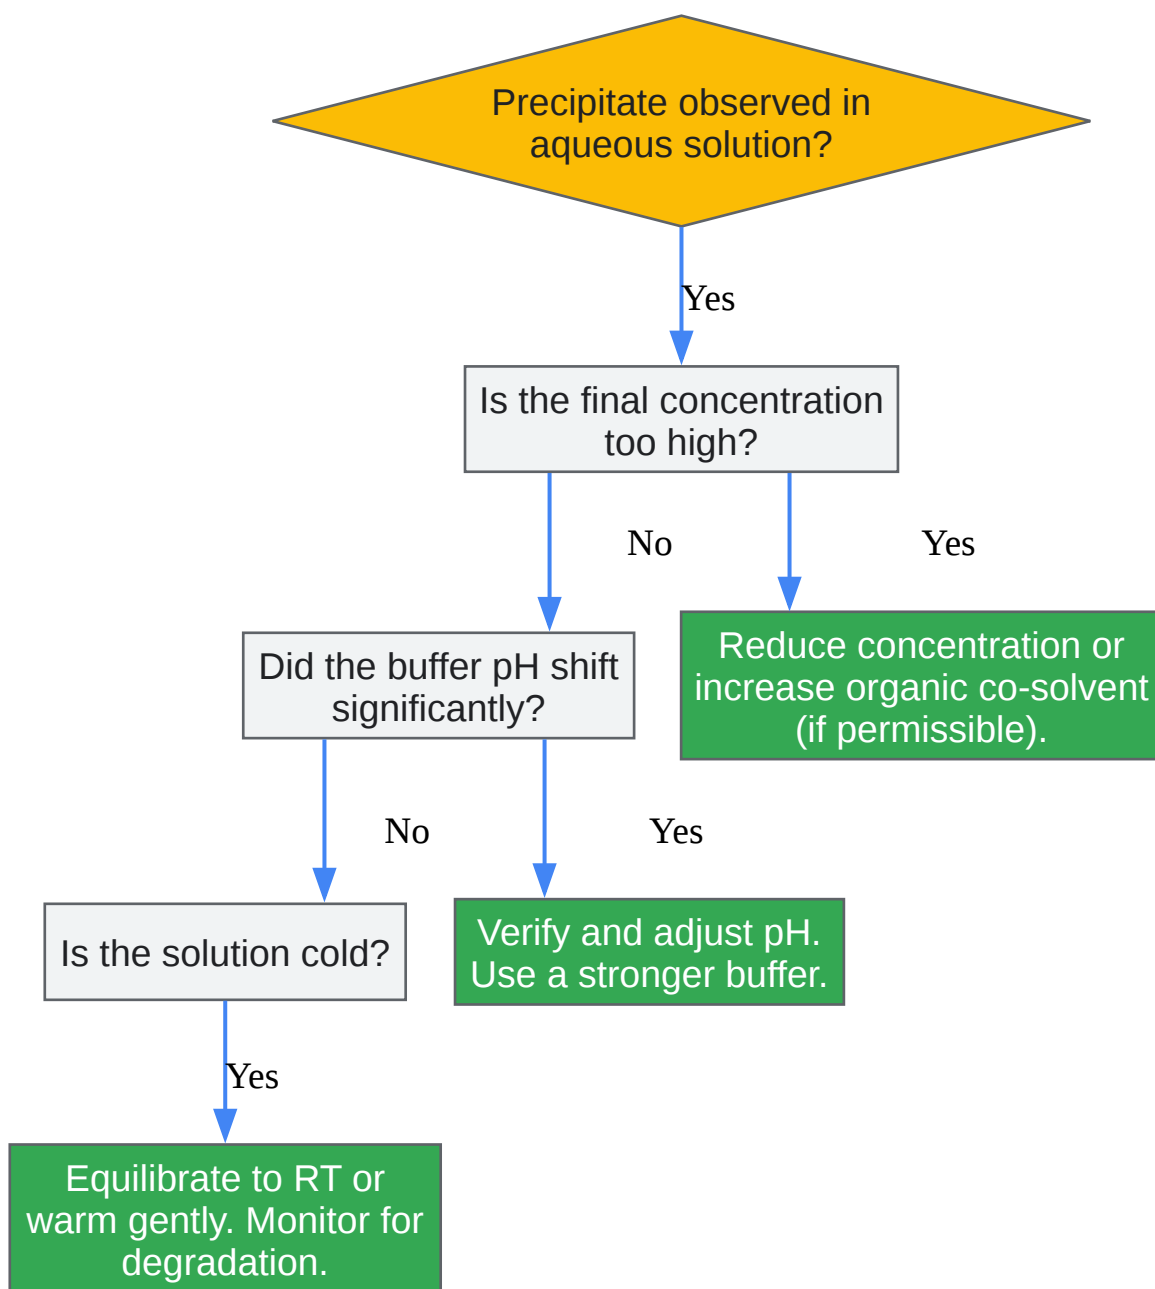 Precipitate observed in
aqueous solution?
Yes
Is the final concentration
too high?
No
Yes
Reduce concentration or
increase organic co-solvent
(if permissible).
Did the buffer pH shift
significantly?
No
Yes
Is the solution cold?
Verify and adjust pH.
Use a stronger buffer.
Yes
Equilibrate to RT or
warm gently. Monitor for
degradation.